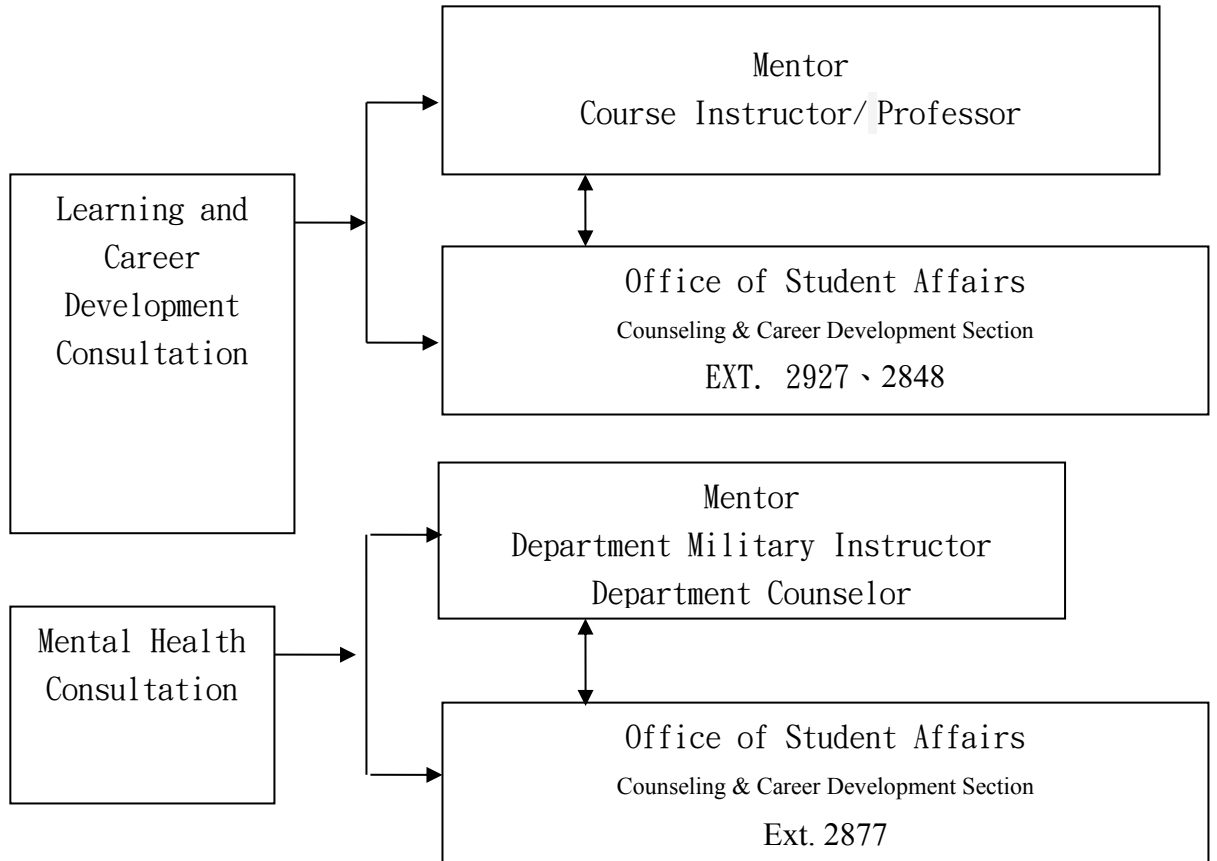 Mentor
Course Instructor/ Professor
Learning and
Career
Development
Consultation
Office of Student Affairs
Counseling & Career Development Section
EXT. 2927、2848
Mentor
Department Military Instructor
Department Counselor
Mental Health
Consultation
Office of Student Affairs
Counseling & Career Development Section
Ext. 2877